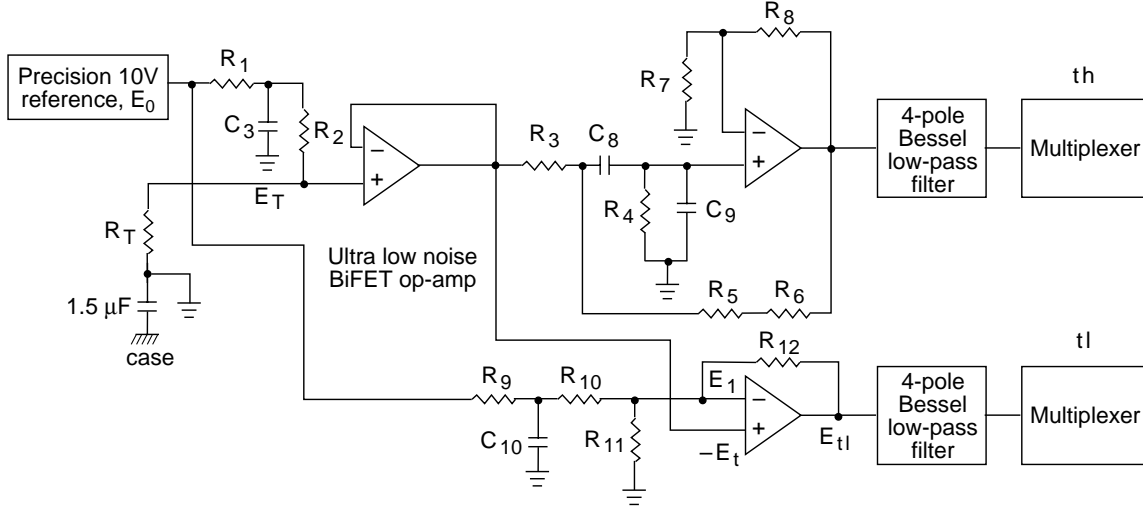 Precision 10V
reference, E0
R1
C3
R2
ET
RT
1.5 μF
case
Ultra low noise
BiFET op-amp
−
+
R3
C8
R4
C9
R7
R8
−
+
R5
R6
4-pole
Bessel
low-pass
filter
th
Multiplexer
R9
R10
C10
R11
E1
−Et
R12
−
+
Etl
4-pole
Bessel
low-pass
filter
tl
Multiplexer